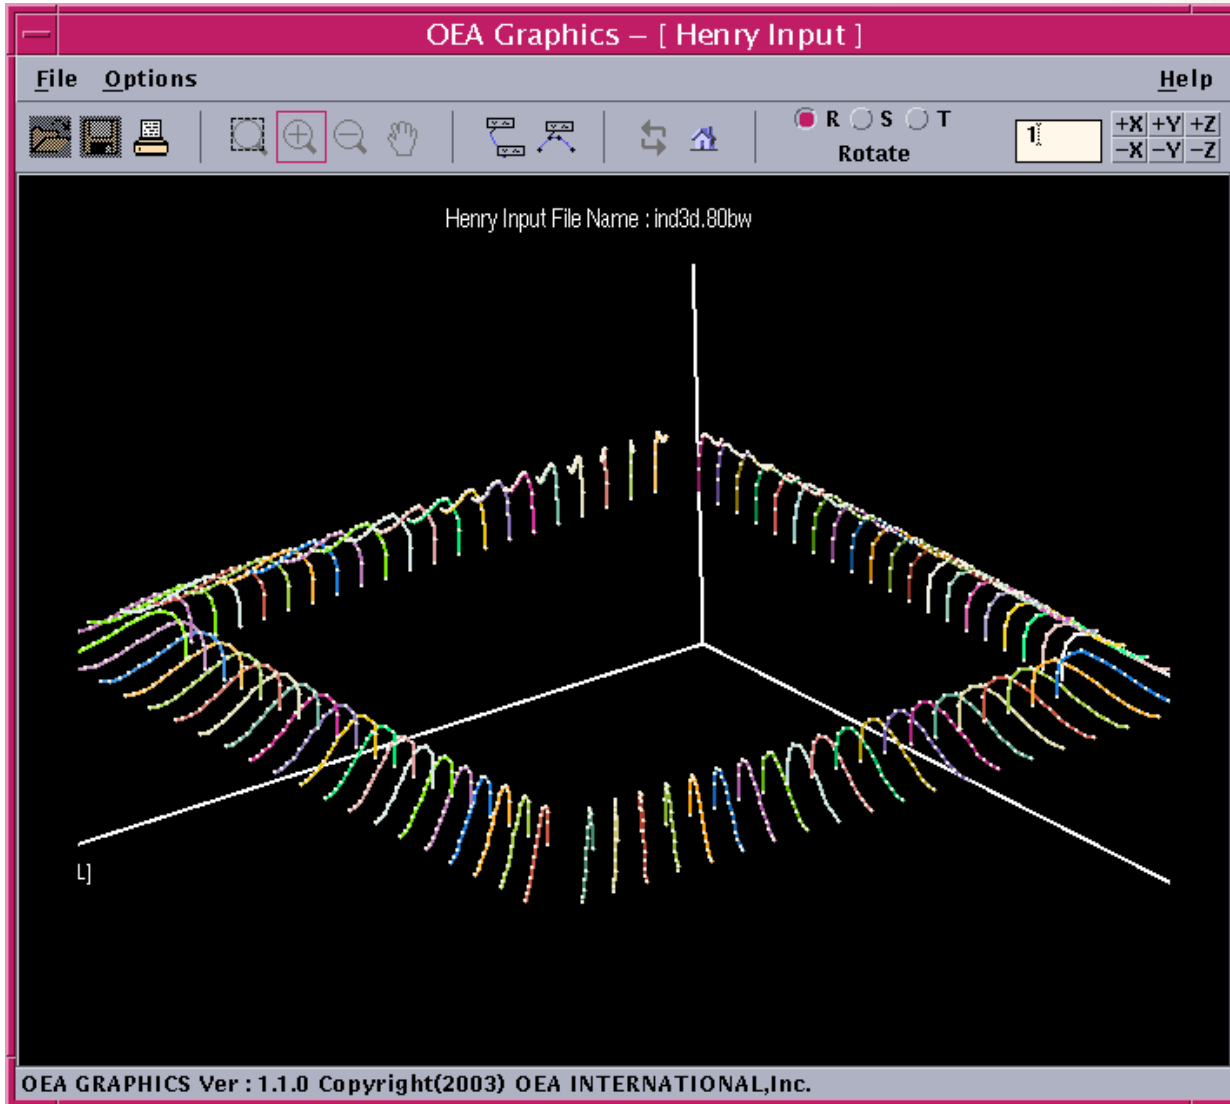 OEA Graphics – [ Henry Input ]
File Options Help
R S T
Rotate
1
+X +Y +Z
−X −Y −Z
Henry Input File Name : ind3d.80bw
L]
OEA GRAPHICS Ver : 1.1.0 Copyright(2003) OEA INTERNATIONAL,Inc.